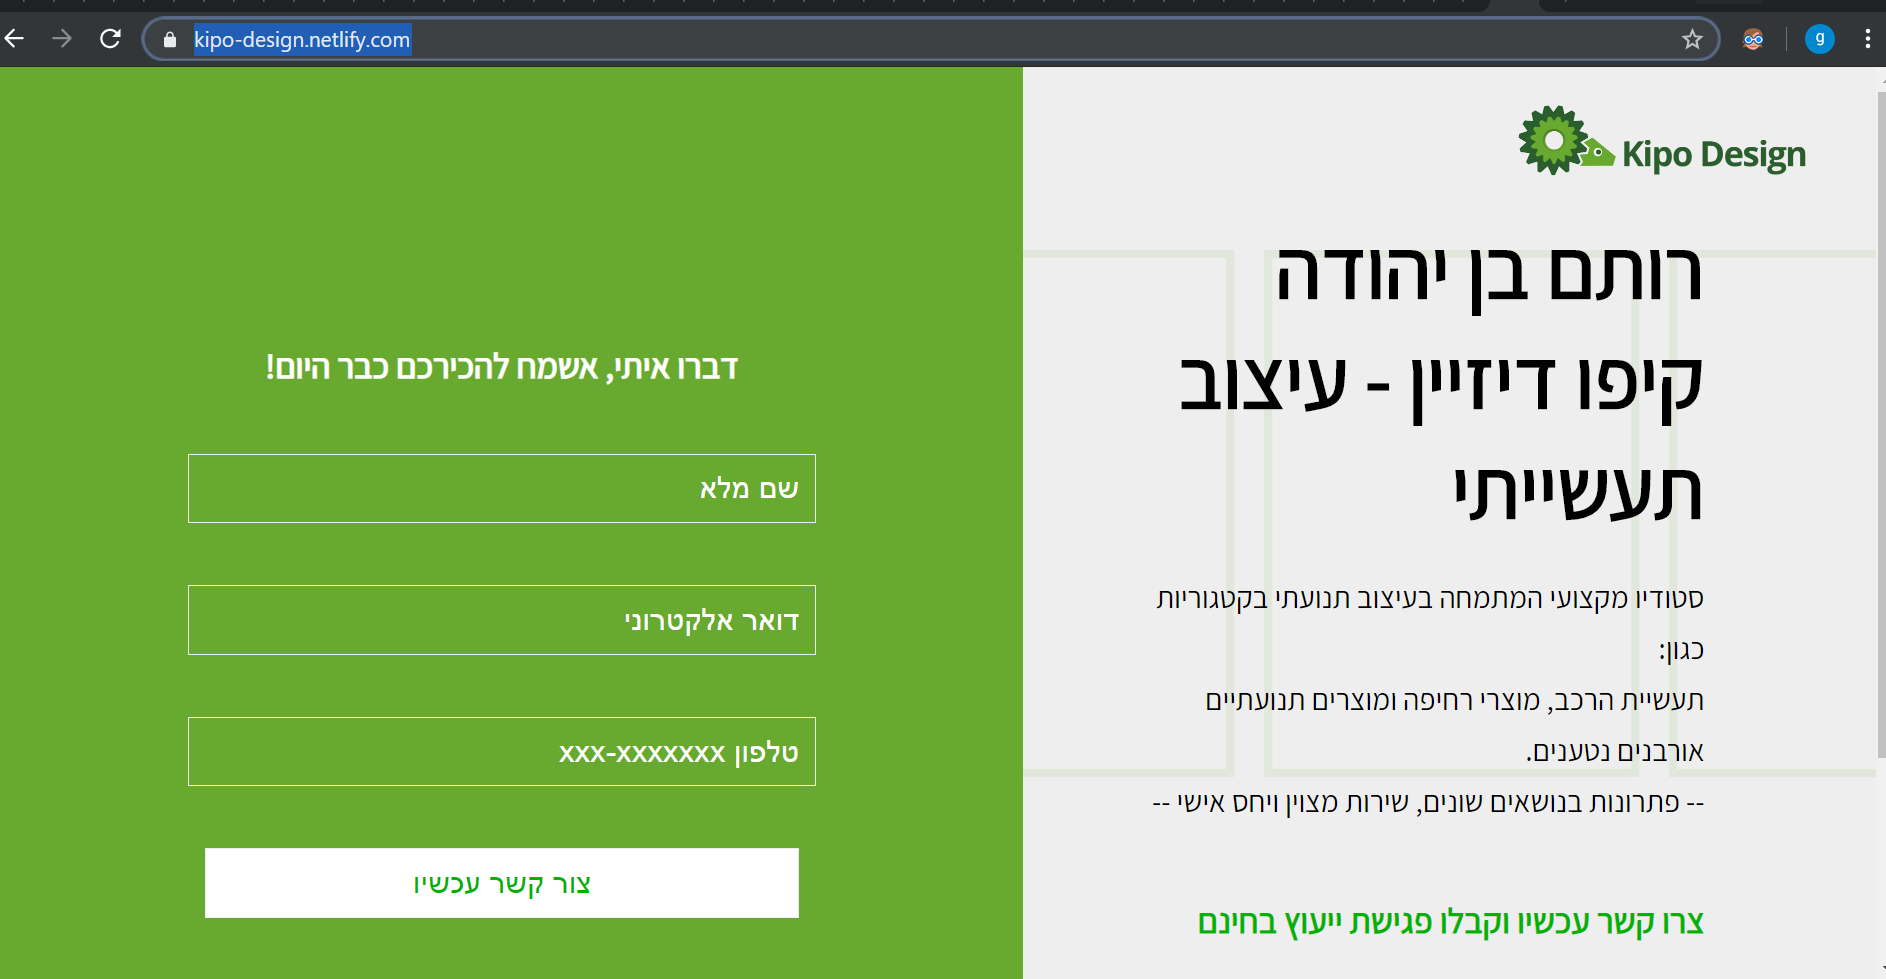 kipo-design.netlify.com
g
Kipo Design
רותם בן יהודה
קיפו דיזיין - עיצוב
תעשייתי
סטודיו מקצועי המתמחה בעיצוב תנועתי בקטגוריות
כגון:
תעשיית הרכב, מוצרי רחיפה ומוצרים תנועתיים
אורבנים נטענים.
-- פתרונות בנושאים שונים, שירות מצוין ויחס אישי --
צרו קשר עכשיו וקבלו פגישת ייעוץ בחינם
דברו איתי, אשמח להכירכם כבר היום!
שם מלא
דואר אלקטרוני
טלפון xxx-xxxxxxx
צור קשר עכשיו